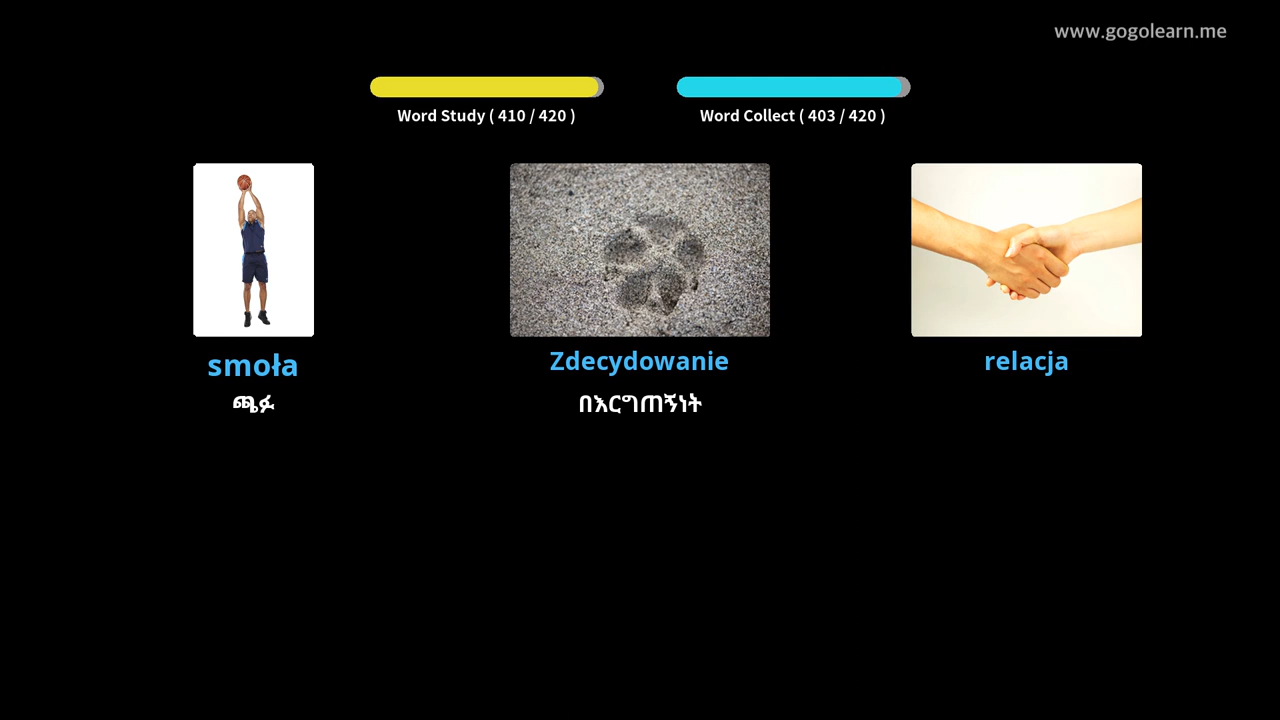 www.gogolearn.me
Word Study ( 410 / 420 )
Word Collect ( 403 / 420 )
smoła
Zdecydowanie
relacja
ጫፉ
በእርግጠኝነት